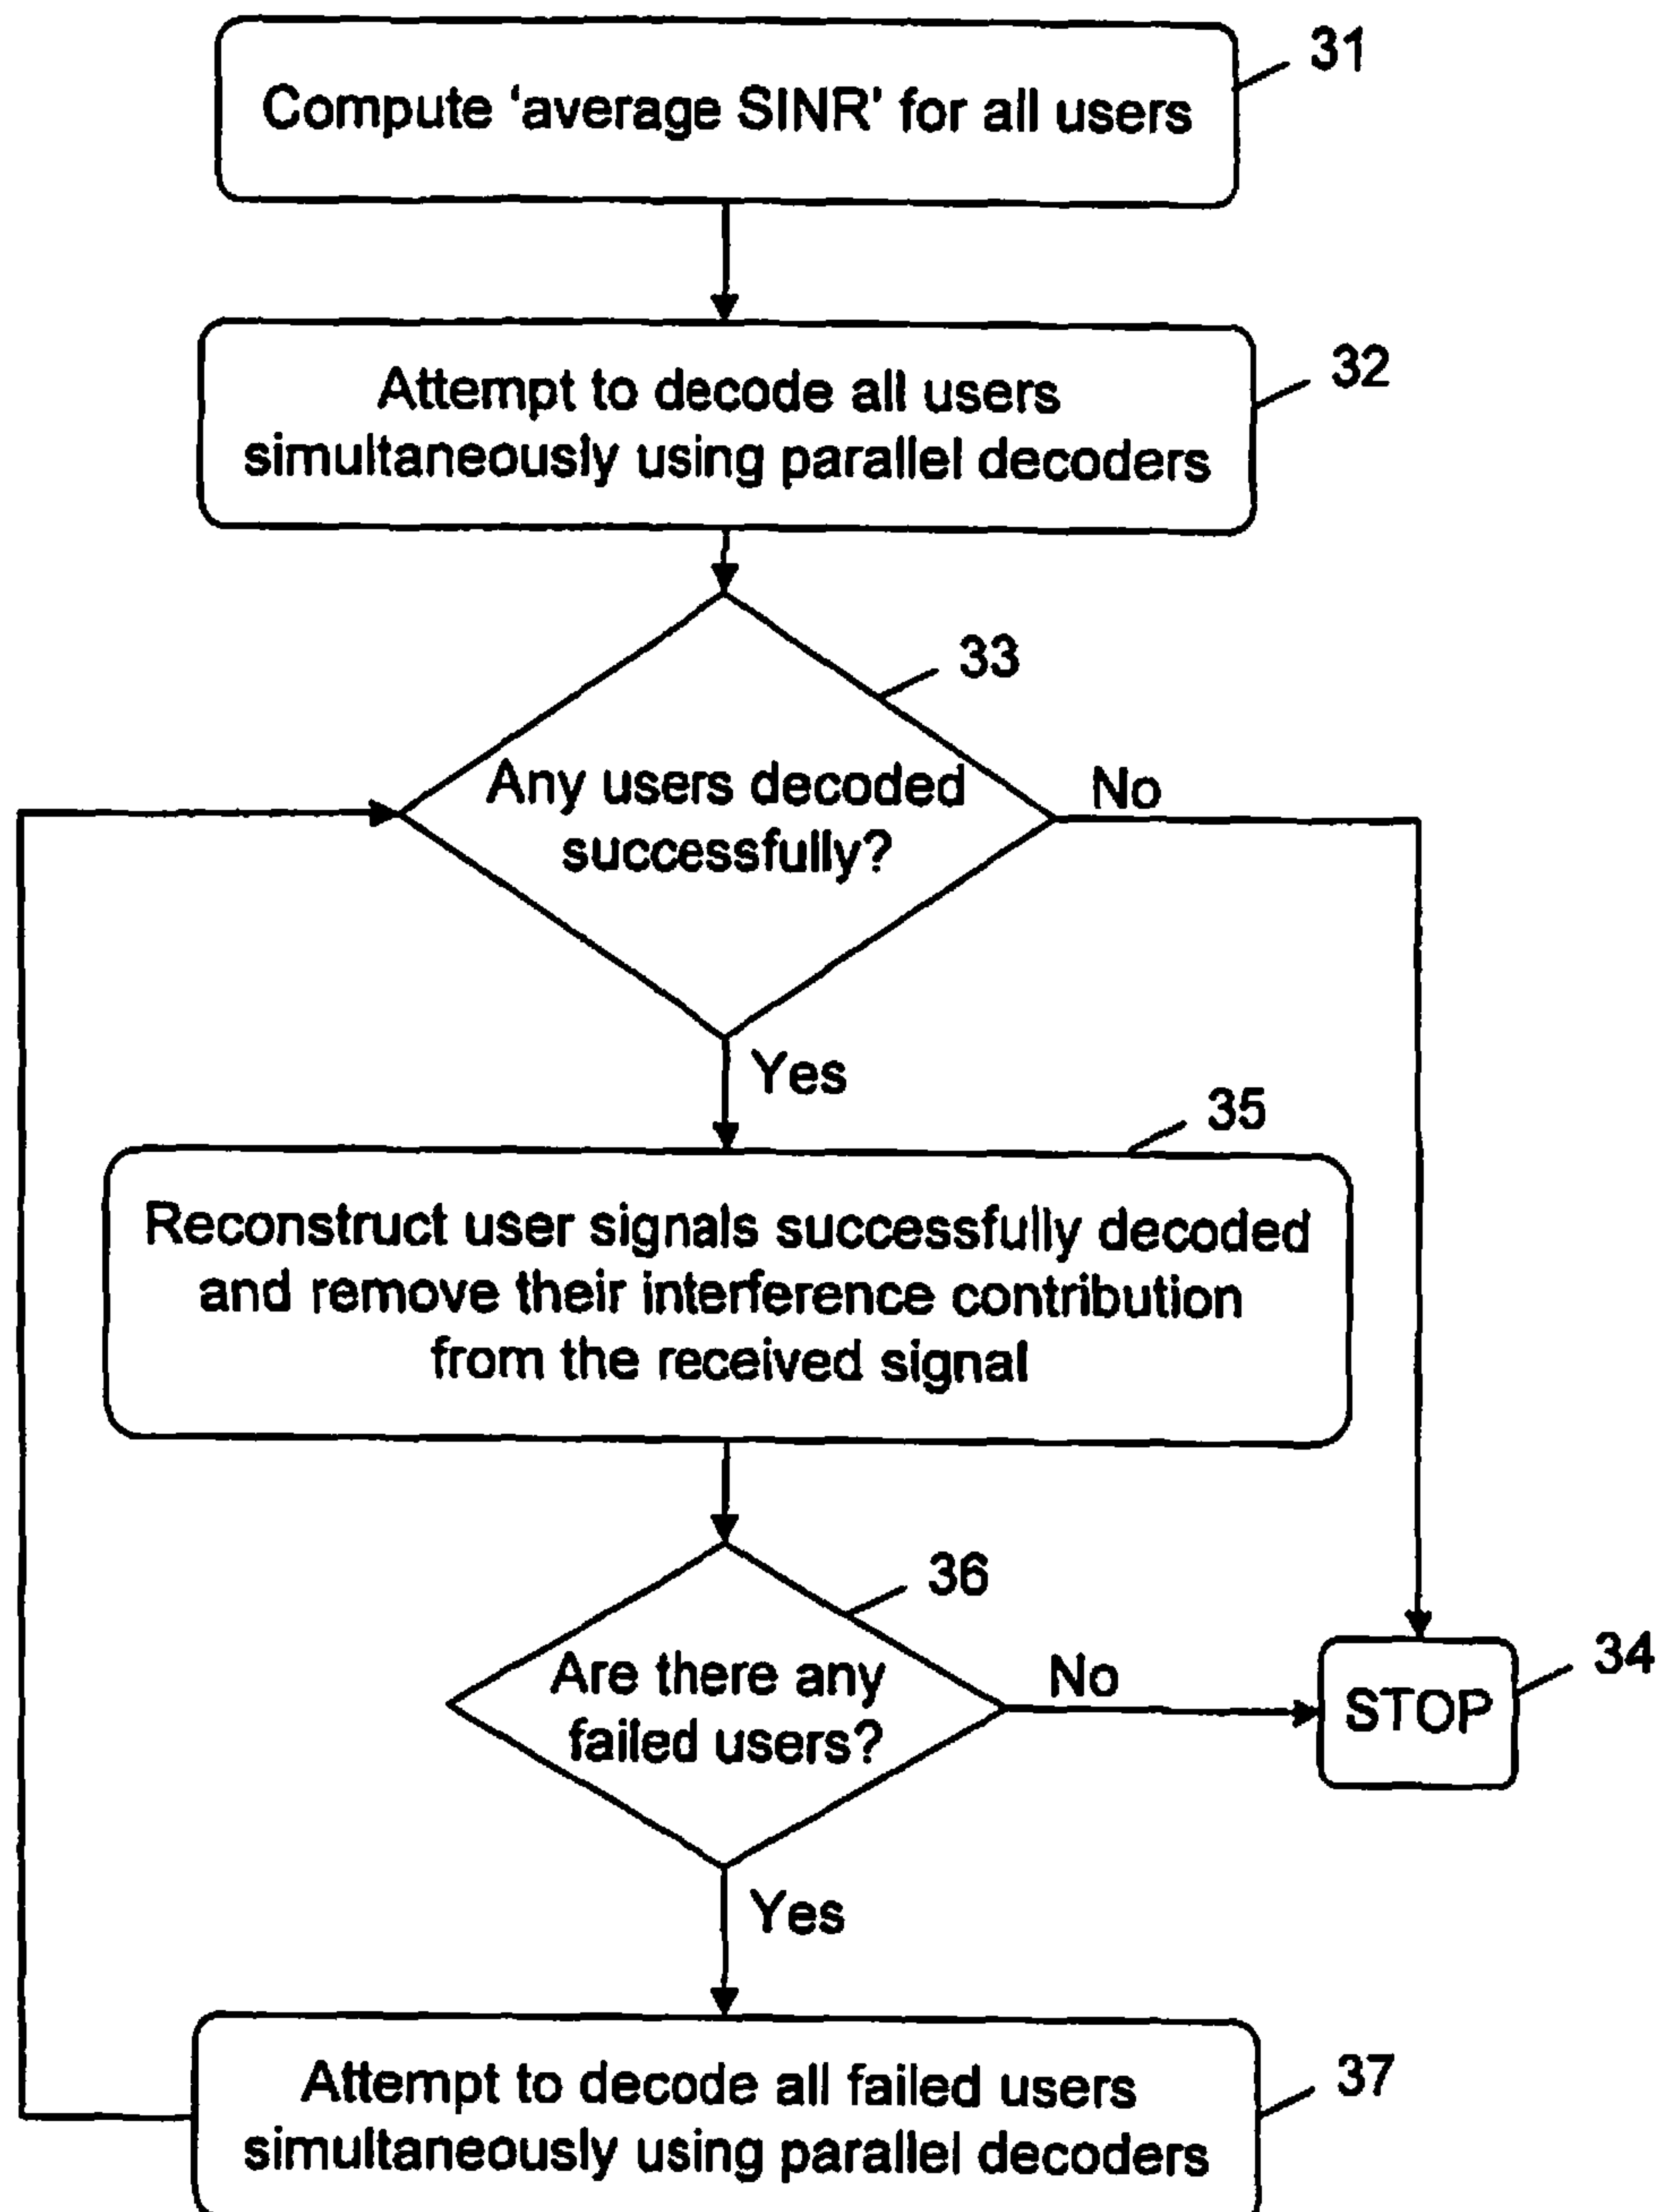 31
Compute ‘average SINR’ for all users
32
Attempt to decode all users
simultaneously using parallel decoders
33
Any users decoded
successfully?
No
Yes
35
Reconstruct user signals successfully decoded
and remove their interference contribution
from the received signal
36
Are there any
failed users?
No
34
STOP
Yes
37
Attempt to decode all failed users
simultaneously using parallel decoders